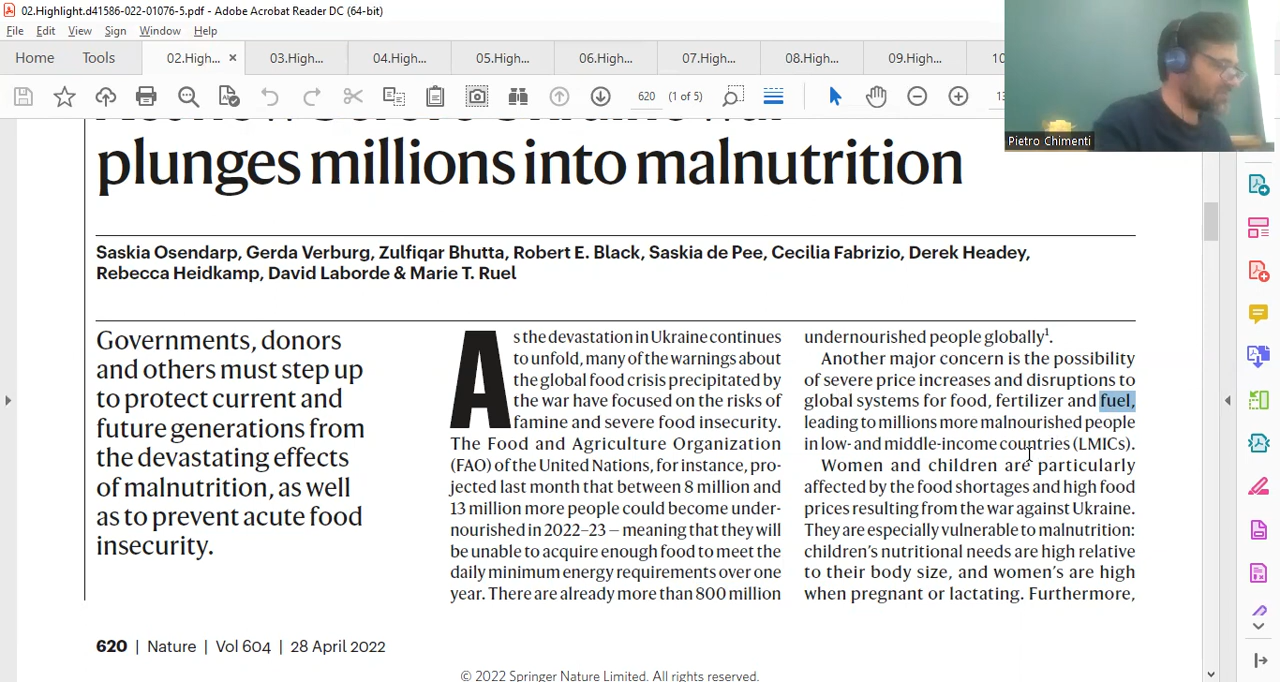 02.Highlight.d41586-022-01076-5.pdf - Adobe Acrobat Reader DC (64-bit)
File Edit View Sign Window Help
Home Tools 02.High... × 03.High... 04.High... 05.High... 06.High... 07.High... 08.High... 09.High... 10
620 (1 of 5)
Pietro Chimenti
plunges millions into malnutrition
Saskia Osendarp, Gerda Verburg, Zulfiqar Bhutta, Robert E. Black, Saskia de Pee, Cecilia Fabrizio, Derek Headey,
Rebecca Heidkamp, David Laborde & Marie T. Ruel
Governments, donors
and others must step up
to protect current and
future generations from
the devastating effects
of malnutrition, as well
as to prevent acute food
insecurity.
As the devastation in Ukraine continues
to unfold, many of the warnings about
the global food crisis precipitated by
the war have focused on the risks of
famine and severe food insecurity.
The Food and Agriculture Organization
(FAO) of the United Nations, for instance, pro-
jected last month that between 8 million and
13 million more people could become under-
nourished in 2022–23 — meaning that they will
be unable to acquire enough food to meet the
daily minimum energy requirements over one
year. There are already more than 800 million
undernourished people globally¹.
Another major concern is the possibility
of severe price increases and disruptions to
global systems for food, fertilizer and fuel,
leading to millions more malnourished people
in low- and middle-income countries (LMICs).
Women and children are particularly
affected by the food shortages and high food
prices resulting from the war against Ukraine.
They are especially vulnerable to malnutrition:
children's nutritional needs are high relative
to their body size, and women's are high
when pregnant or lactating. Furthermore,
620 | Nature | Vol 604 | 28 April 2022
© 2022 Springer Nature Limited. All rights reserved.